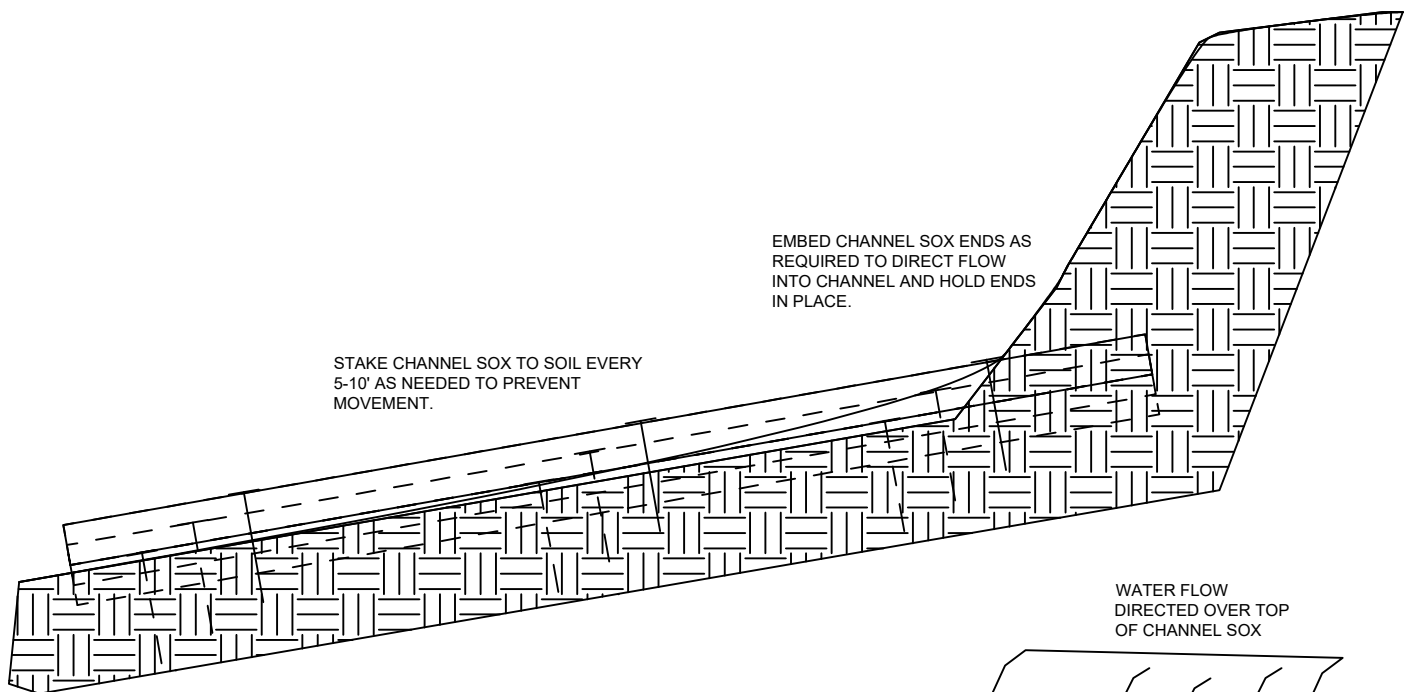 EMBED CHANNEL SOX ENDS AS
REQUIRED TO DIRECT FLOW
INTO CHANNEL AND HOLD ENDS
IN PLACE.
STAKE CHANNEL SOX TO SOIL EVERY
5-10' AS NEEDED TO PREVENT
MOVEMENT.
WATER FLOW
DIRECTED OVER TOP
OF CHANNEL SOX